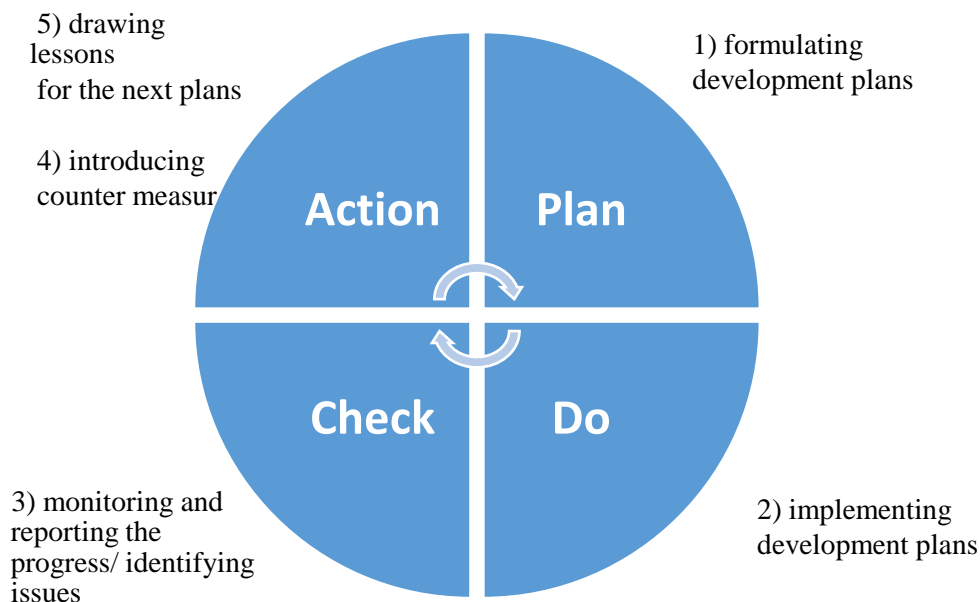 5) drawing
lessons
for the next plans
4) introducing
counter measur
1) formulating
development plans
Action
Plan
Check
Do
3) monitoring and
reporting the
progress/ identifying
issues
2) implementing
development plans